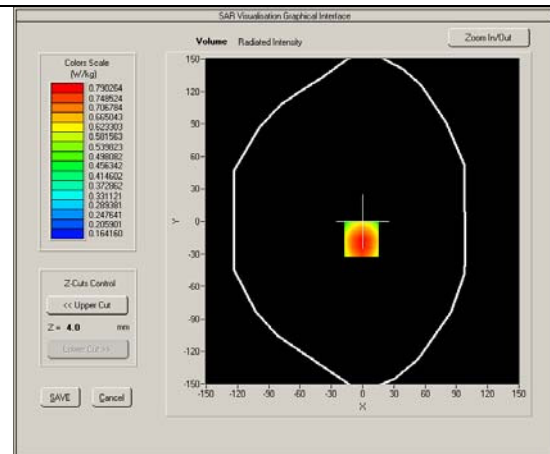 SAR Visualisation Graphical Interface
Volume Radiated Intensity
Zoom In/Out
Colors Scale
(W/kg)
0.790264
0.748524
0.706784
0.665043
0.623303
0.581563
0.539823
0.498082
0.456342
0.414602
0.372862
0.331121
0.289381
0.247641
0.205901
0.164160
Z-Cuts Control
<< Upper Cut
Z = 4.0 mm
Lower Cut >>
SAVE Cancel
150
120
90
60
30
0
-30
-60
-90
-120
-150
Y
-150 -120 -90 -60 -30 0 30 60 90 120 150
X